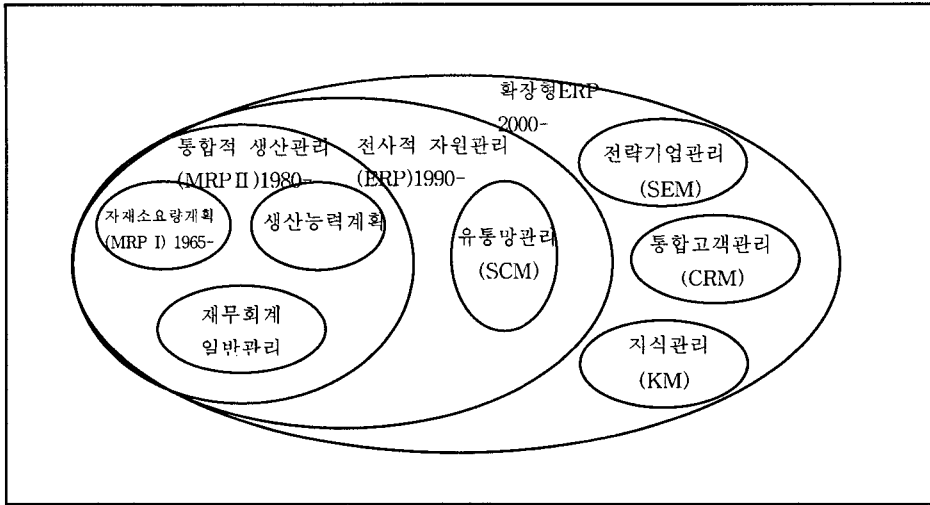 확장형ERP
2000-
통합적 생산관리
(MRPⅡ)1980-
전사적 자원관리
(ERP)1990-
전략기업관리
(SEM)
자재소요량계획
(MRP Ⅰ) 1965-
생산능력계획
유통망관리
(SCM)
통합고객관리
(CRM)
재무회계
일반관리
지식관리
(KM)